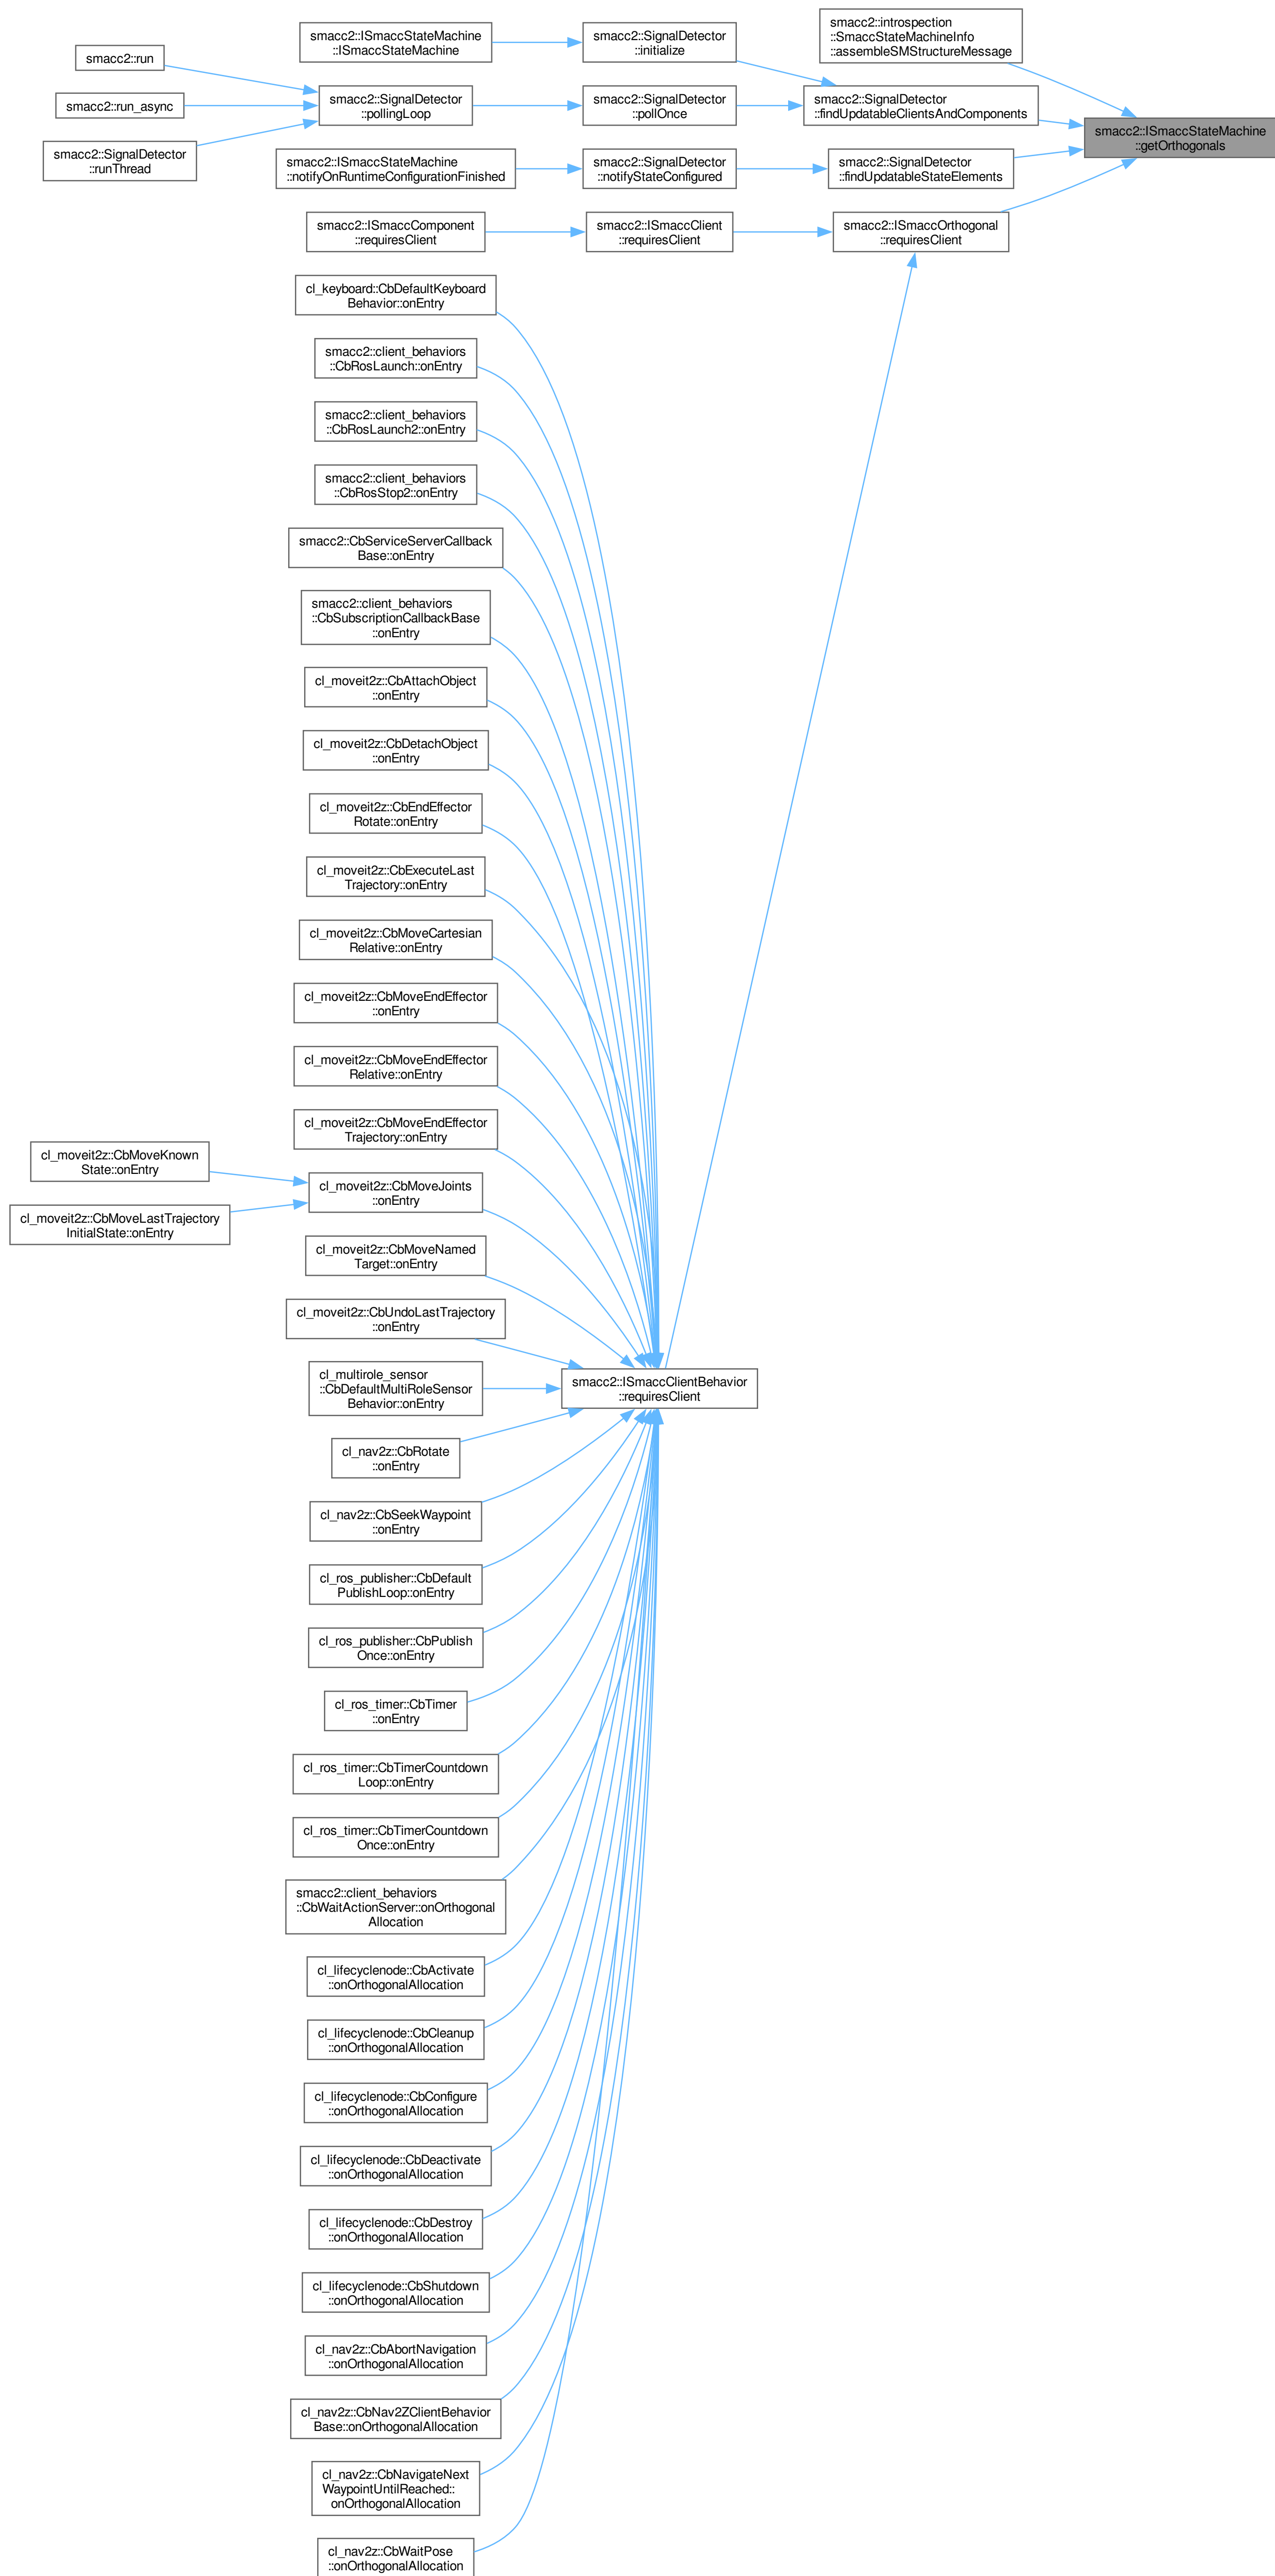 smacc2::introspection
::SmaccStateMachineInfo
::assembleSMStructureMessage
smacc2::ISmaccStateMachine
::ISmaccStateMachine
smacc2::SignalDetector
::initialize
smacc2::run
smacc2::run_async
smacc2::SignalDetector
::runThread
smacc2::SignalDetector
::pollingLoop
smacc2::SignalDetector
::pollOnce
smacc2::SignalDetector
::findUpdatableClientsAndComponents
smacc2::ISmaccStateMachine
::getOrthogonals
smacc2::ISmaccStateMachine
::notifyOnRuntimeConfigurationFinished
smacc2::SignalDetector
::notifyStateConfigured
smacc2::SignalDetector
::findUpdatableStateElements
smacc2::ISmaccComponent
::requiresClient
smacc2::ISmaccClient
::requiresClient
smacc2::ISmaccOrthogonal
::requiresClient
cl_keyboard::CbDefaultKeyboard
Behavior::onEntry
smacc2::client_behaviors
::CbRosLaunch::onEntry
smacc2::client_behaviors
::CbRosLaunch2::onEntry
smacc2::client_behaviors
::CbRosStop2::onEntry
smacc2::CbServiceServerCallback
Base::onEntry
smacc2::client_behaviors
::CbSubscriptionCallbackBase
::onEntry
cl_moveit2z::CbAttachObject
::onEntry
cl_moveit2z::CbDetachObject
::onEntry
cl_moveit2z::CbEndEffector
Rotate::onEntry
cl_moveit2z::CbExecuteLast
Trajectory::onEntry
cl_moveit2z::CbMoveCartesian
Relative::onEntry
cl_moveit2z::CbMoveEndEffector
::onEntry
cl_moveit2z::CbMoveEndEffector
Relative::onEntry
cl_moveit2z::CbMoveEndEffector
Trajectory::onEntry
cl_moveit2z::CbMoveKnown
State::onEntry
cl_moveit2z::CbMoveLastTrajectory
InitialState::onEntry
cl_moveit2z::CbMoveJoints
::onEntry
cl_moveit2z::CbMoveNamed
Target::onEntry
cl_moveit2z::CbUndoLastTrajectory
::onEntry
cl_multirole_sensor
::CbDefaultMultiRoleSensor
Behavior::onEntry
smacc2::ISmaccClientBehavior
::requiresClient
cl_nav2z::CbRotate
::onEntry
cl_nav2z::CbSeekWaypoint
::onEntry
cl_ros_publisher::CbDefault
PublishLoop::onEntry
cl_ros_publisher::CbPublish
Once::onEntry
cl_ros_timer::CbTimer
::onEntry
cl_ros_timer::CbTimerCountdown
Loop::onEntry
cl_ros_timer::CbTimerCountdown
Once::onEntry
smacc2::client_behaviors
::CbWaitActionServer::onOrthogonal
Allocation
cl_lifecyclenode::CbActivate
::onOrthogonalAllocation
cl_lifecyclenode::CbCleanup
::onOrthogonalAllocation
cl_lifecyclenode::CbConfigure
::onOrthogonalAllocation
cl_lifecyclenode::CbDeactivate
::onOrthogonalAllocation
cl_lifecyclenode::CbDestroy
::onOrthogonalAllocation
cl_lifecyclenode::CbShutdown
::onOrthogonalAllocation
cl_nav2z::CbAbortNavigation
::onOrthogonalAllocation
cl_nav2z::CbNav2ZClientBehavior
Base::onOrthogonalAllocation
cl_nav2z::CbNavigateNext
WaypointUntilReached::
onOrthogonalAllocation
cl_nav2z::CbWaitPose
::onOrthogonalAllocation